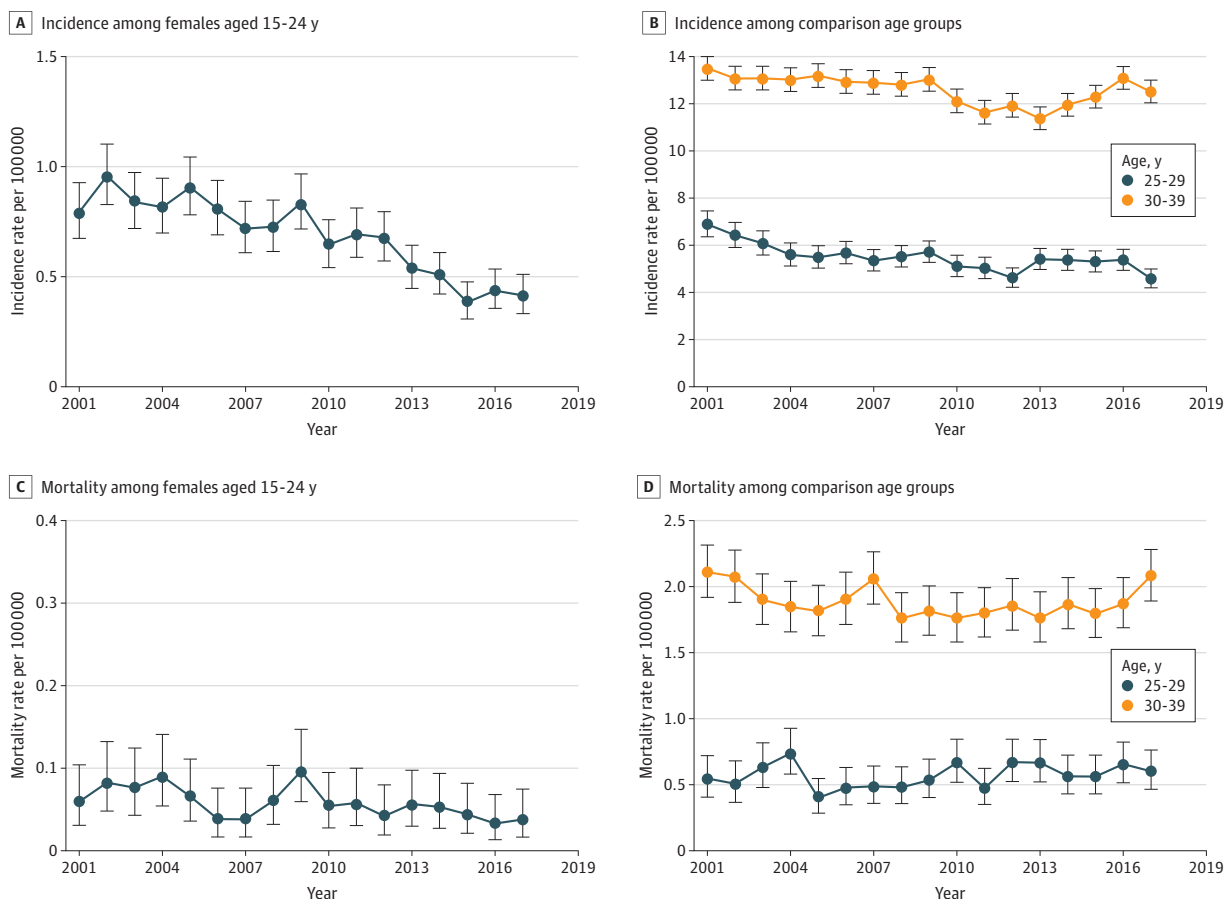 A Incidence among females aged 15-24 y
1.5
1.0
0.5
0
Incidence rate per 100 000
2001 2004 2007 2010 2013 2016 2019
Year
B Incidence among comparison age groups
14
12
10
8
6
4
2
0
Incidence rate per 100 000
Age, y
25-29
30-39
2001 2004 2007 2010 2013 2016 2019
Year
C Mortality among females aged 15-24 y
0.4
0.3
0.2
0.1
0
Mortality rate per 100 000
2001 2004 2007 2010 2013 2016 2019
Year
D Mortality among comparison age groups
2.5
2.0
1.5
1.0
0.5
0
Mortality rate per 100 000
Age, y
25-29
30-39
2001 2004 2007 2010 2013 2016 2019
Year